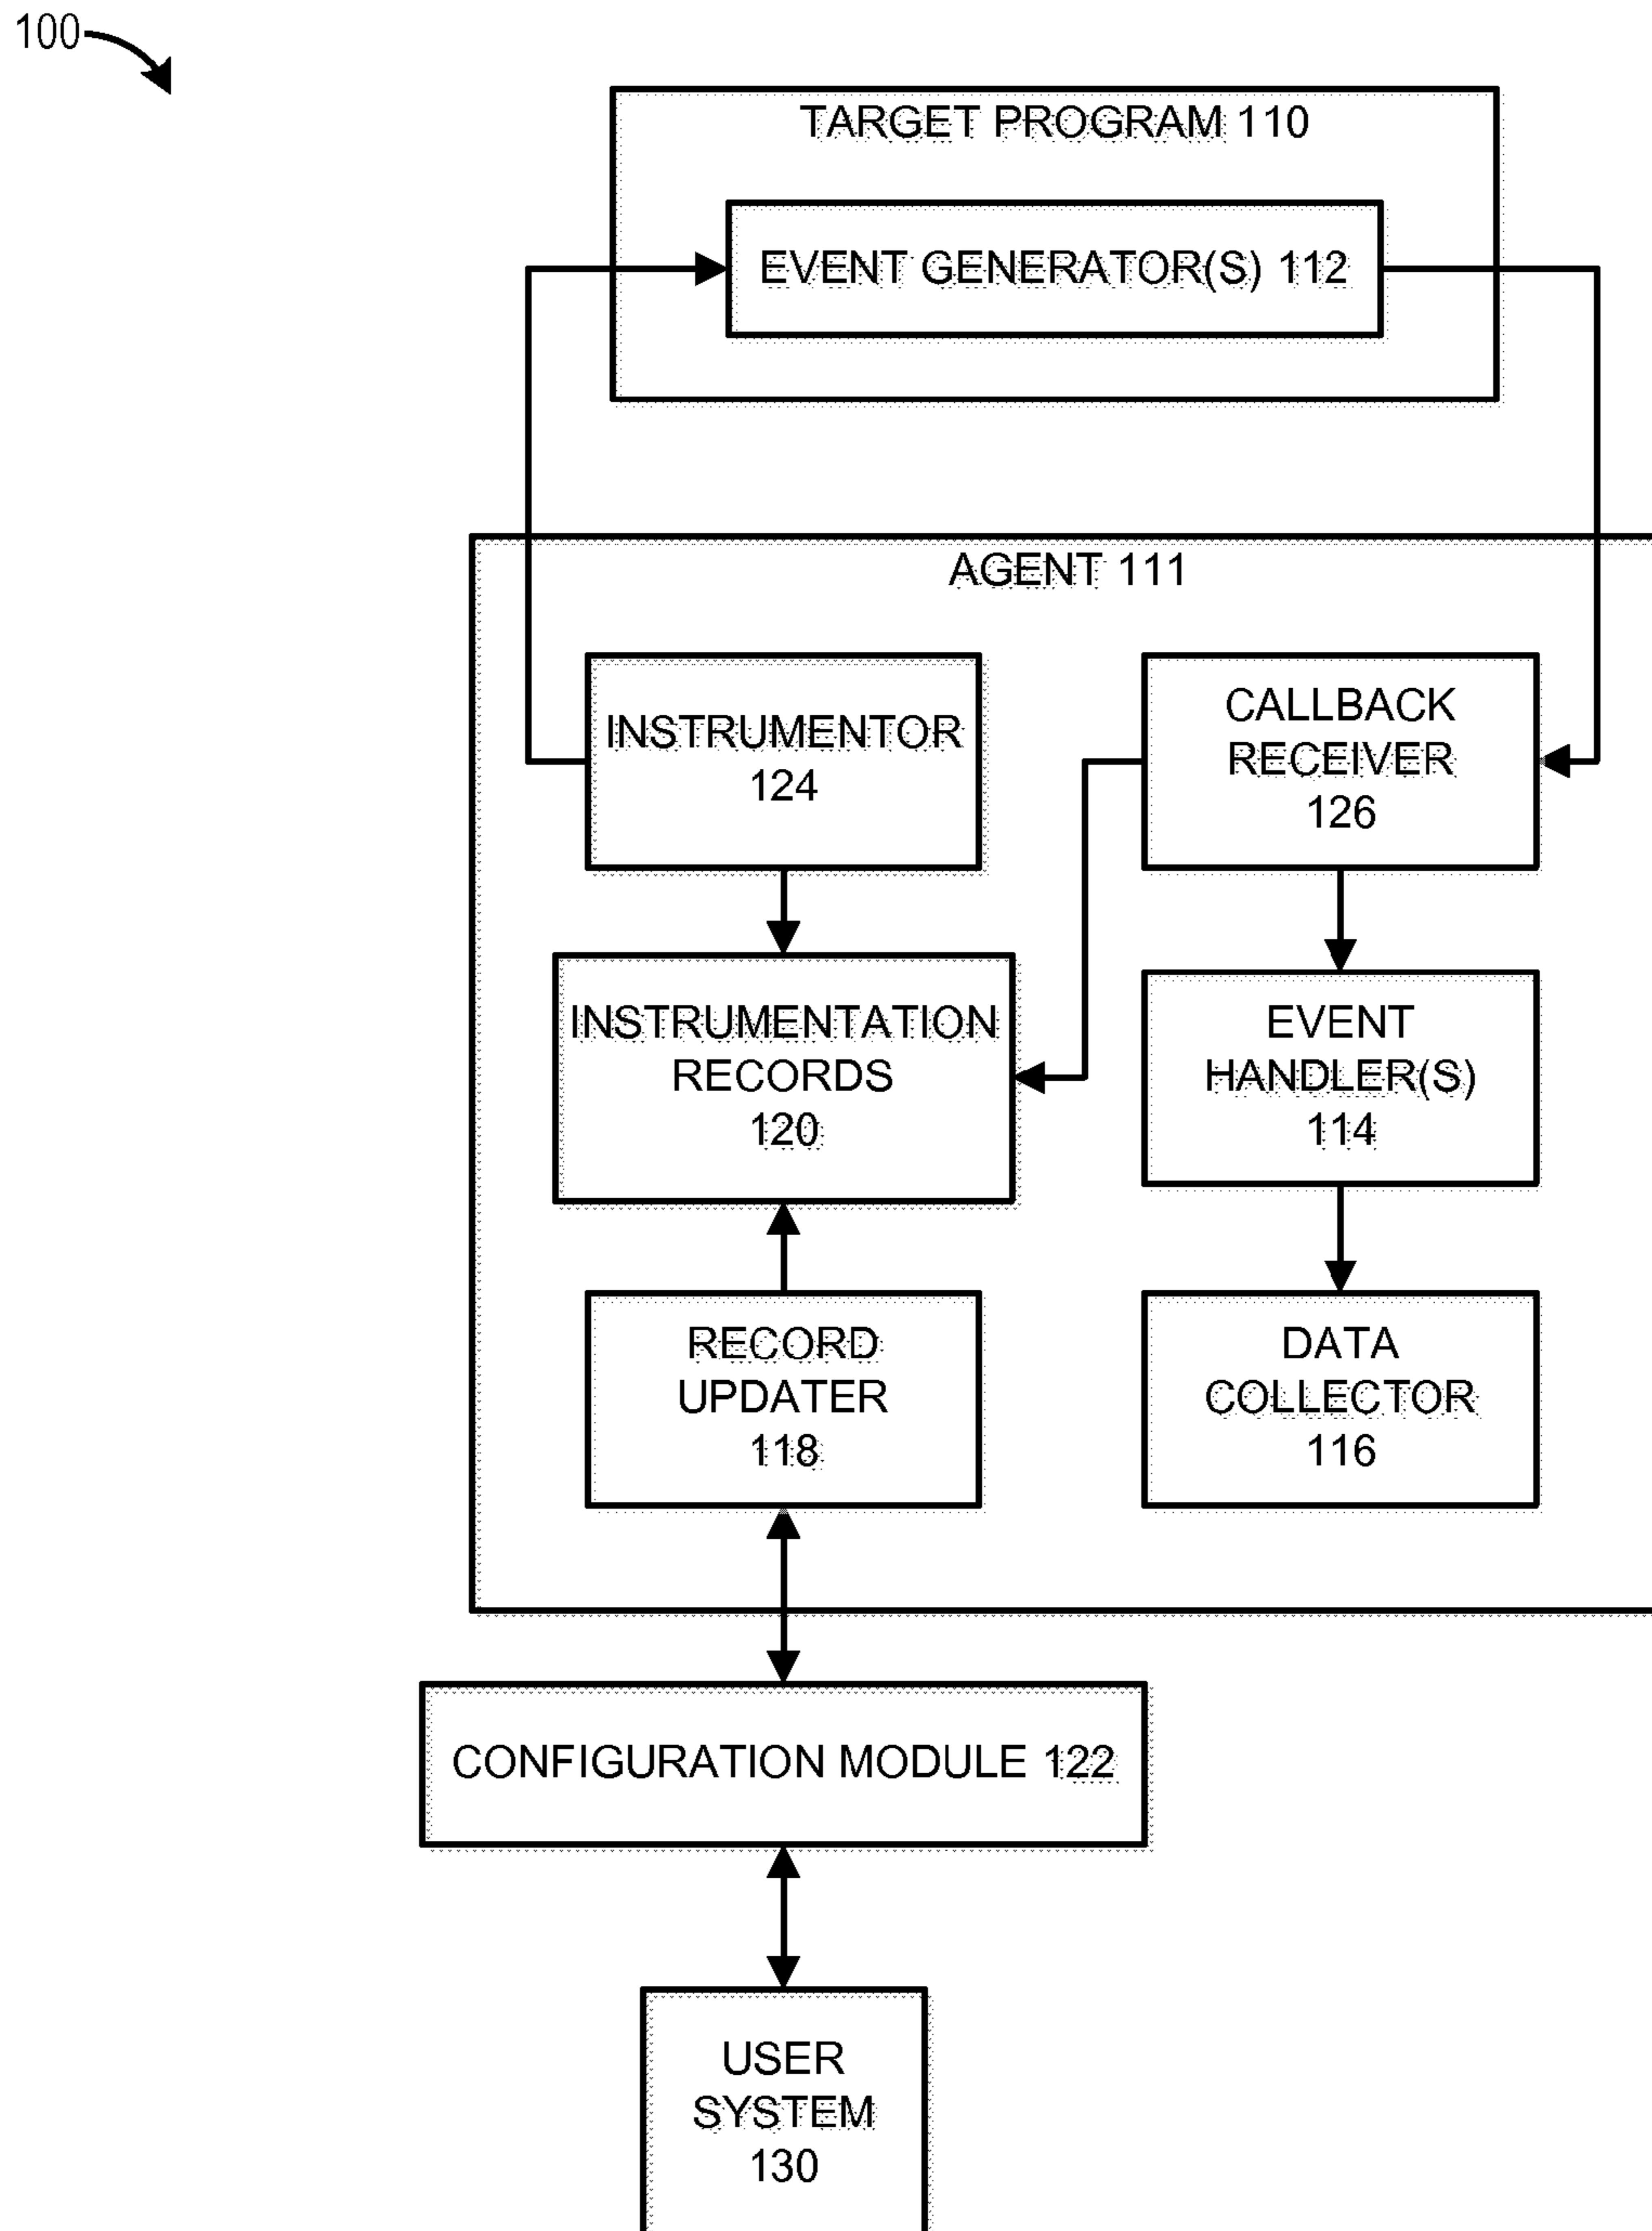 100
TARGET PROGRAM 110
EVENT GENERATOR(S) 112
AGENT 111
INSTRUMENTOR
124
CALLBACK
RECEIVER
126
INSTRUMENTATION
RECORDS
120
EVENT
HANDLER(S)
114
RECORD
UPDATER
118
DATA
COLLECTOR
116
CONFIGURATION MODULE 122
USER
SYSTEM
130